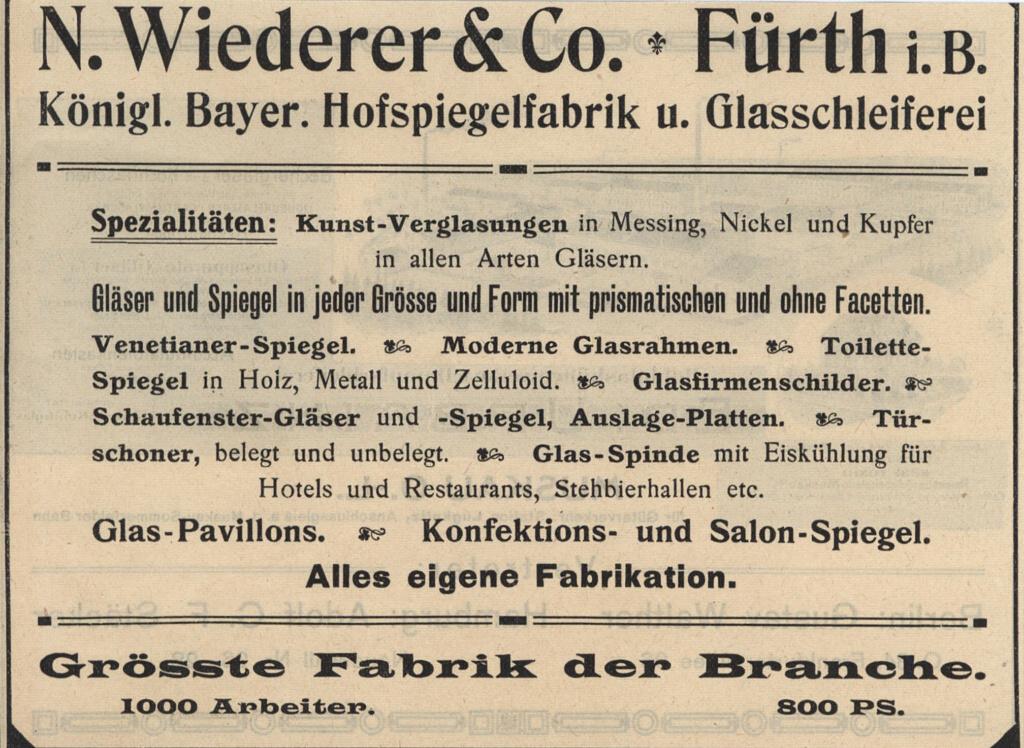 N. Wiederer & Co. Fürth i. B.
Königl. Bayer. Hofspiegelfabrik u. Glasschleiferei
Spezialitäten: Kunst-Verglasungen in Messing, Nickel und Kupfer
in allen Arten Gläsern.
Gläser und Spiegel in jeder Grösse und Form mit prismatischen und ohne Facetten.
Venetianer-Spiegel. Moderne Glasrahmen. Toilette-
Spiegel in Holz, Metall und Zelluloid. Glasfirmenschilder.
Schaufenster-Gläser und -Spiegel, Auslage-Platten. Tür-
schoner, belegt und unbelegt. Glas-Spinde mit Eiskühlung für
Hotels und Restaurants, Stehbierhallen etc.
Glas-Pavillons. Konfektions- und Salon-Spiegel.
Alles eigene Fabrikation.
Grösste Fabrik der Branche.
1000 Arbeiter. 800 PS.